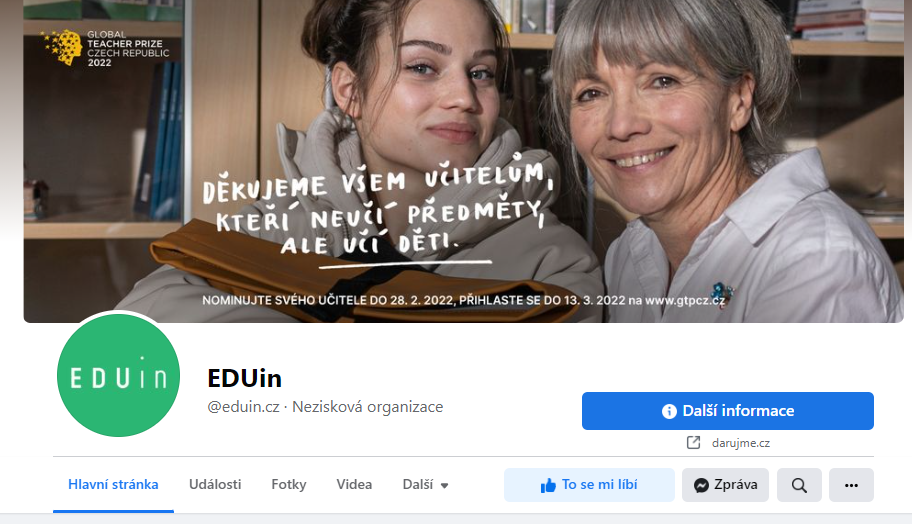 GLOBAL
TEACHER PRIZE
CZECH REPUBLIC
2022
DĚKUJEME VŠEM UČITELŮM,
KTEŘÍ NEUČÍ PŘEDMĚTY,
ALE UČÍ DĚTI.
NOMINUJTE SVÉHO UČITELE DO 28. 2. 2022, PŘIHLASTE SE DO 13. 3. 2022 na www.gtpcz.cz
EDUin
EDUin
@eduin.cz · Nezisková organizace
Další informace
darujme.cz
Hlavní stránka Události Fotky Videa Další To se mi líbí Zpráva